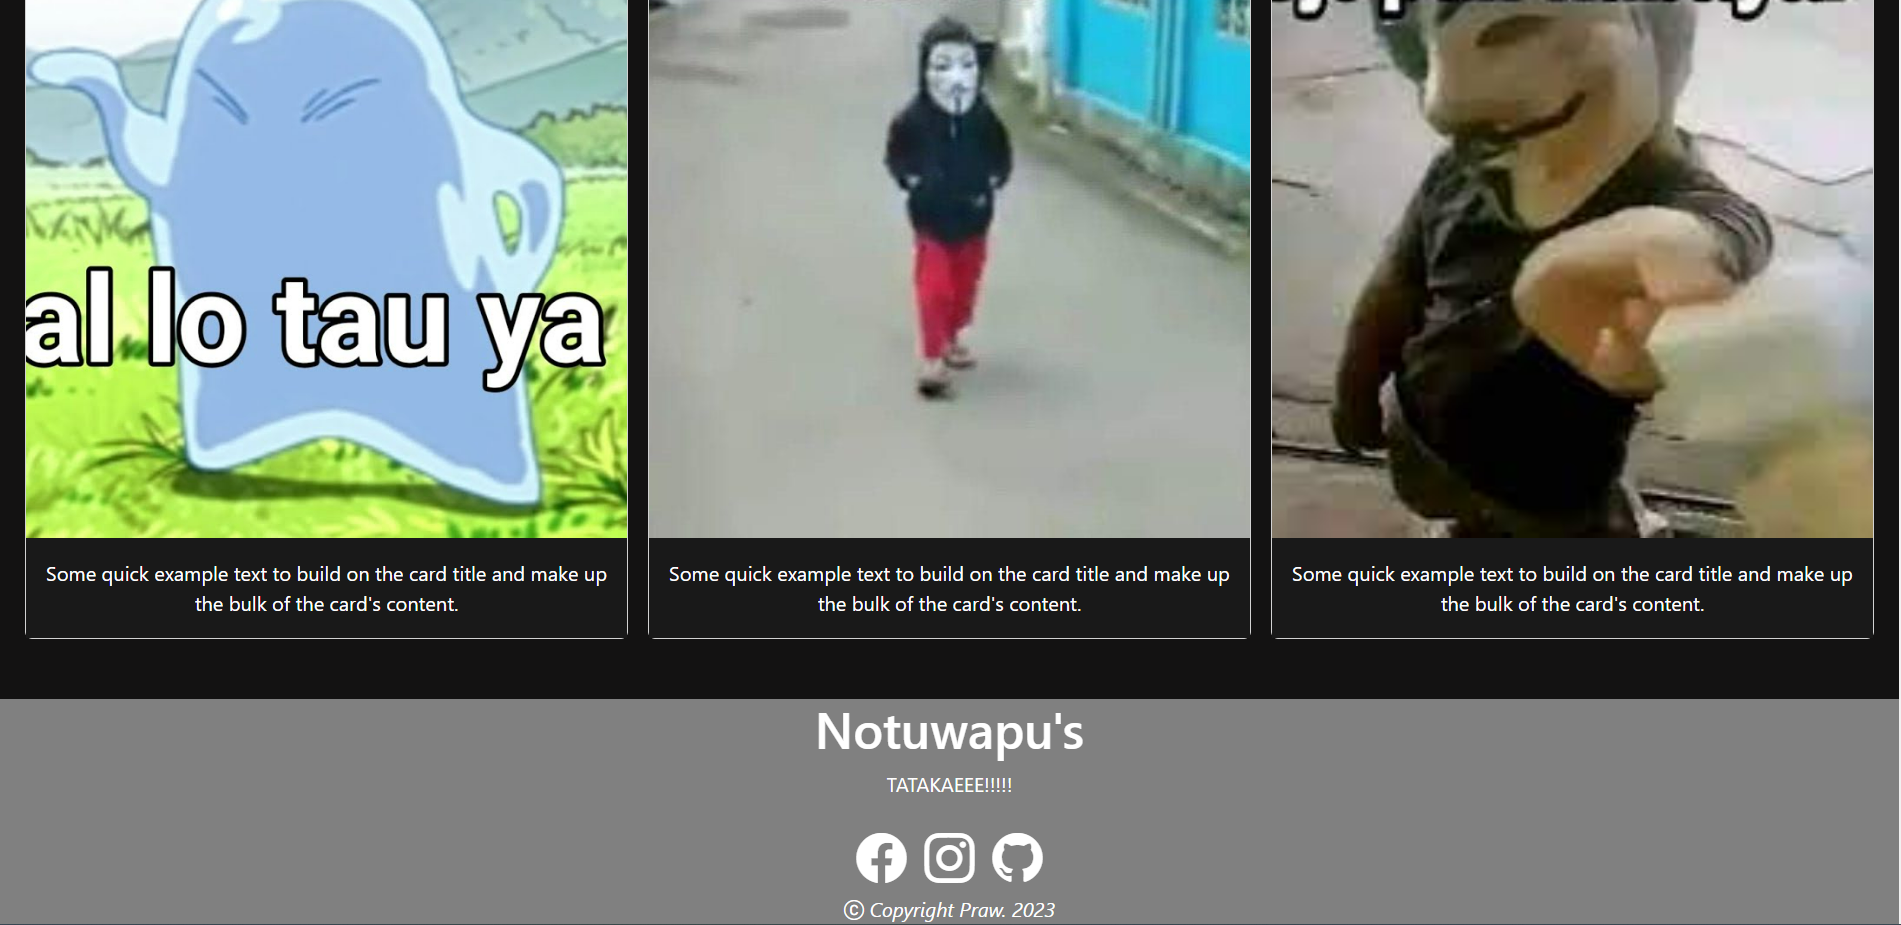 al lo tau ya
Some quick example text to build on the card title and make up
the bulk of the card's content.
Some quick example text to build on the card title and make up
the bulk of the card's content.
Some quick example text to build on the card title and make up
the bulk of the card's content.
Notuwapu's
TATAKAEEE!!!!!
© Copyright Praw. 2023